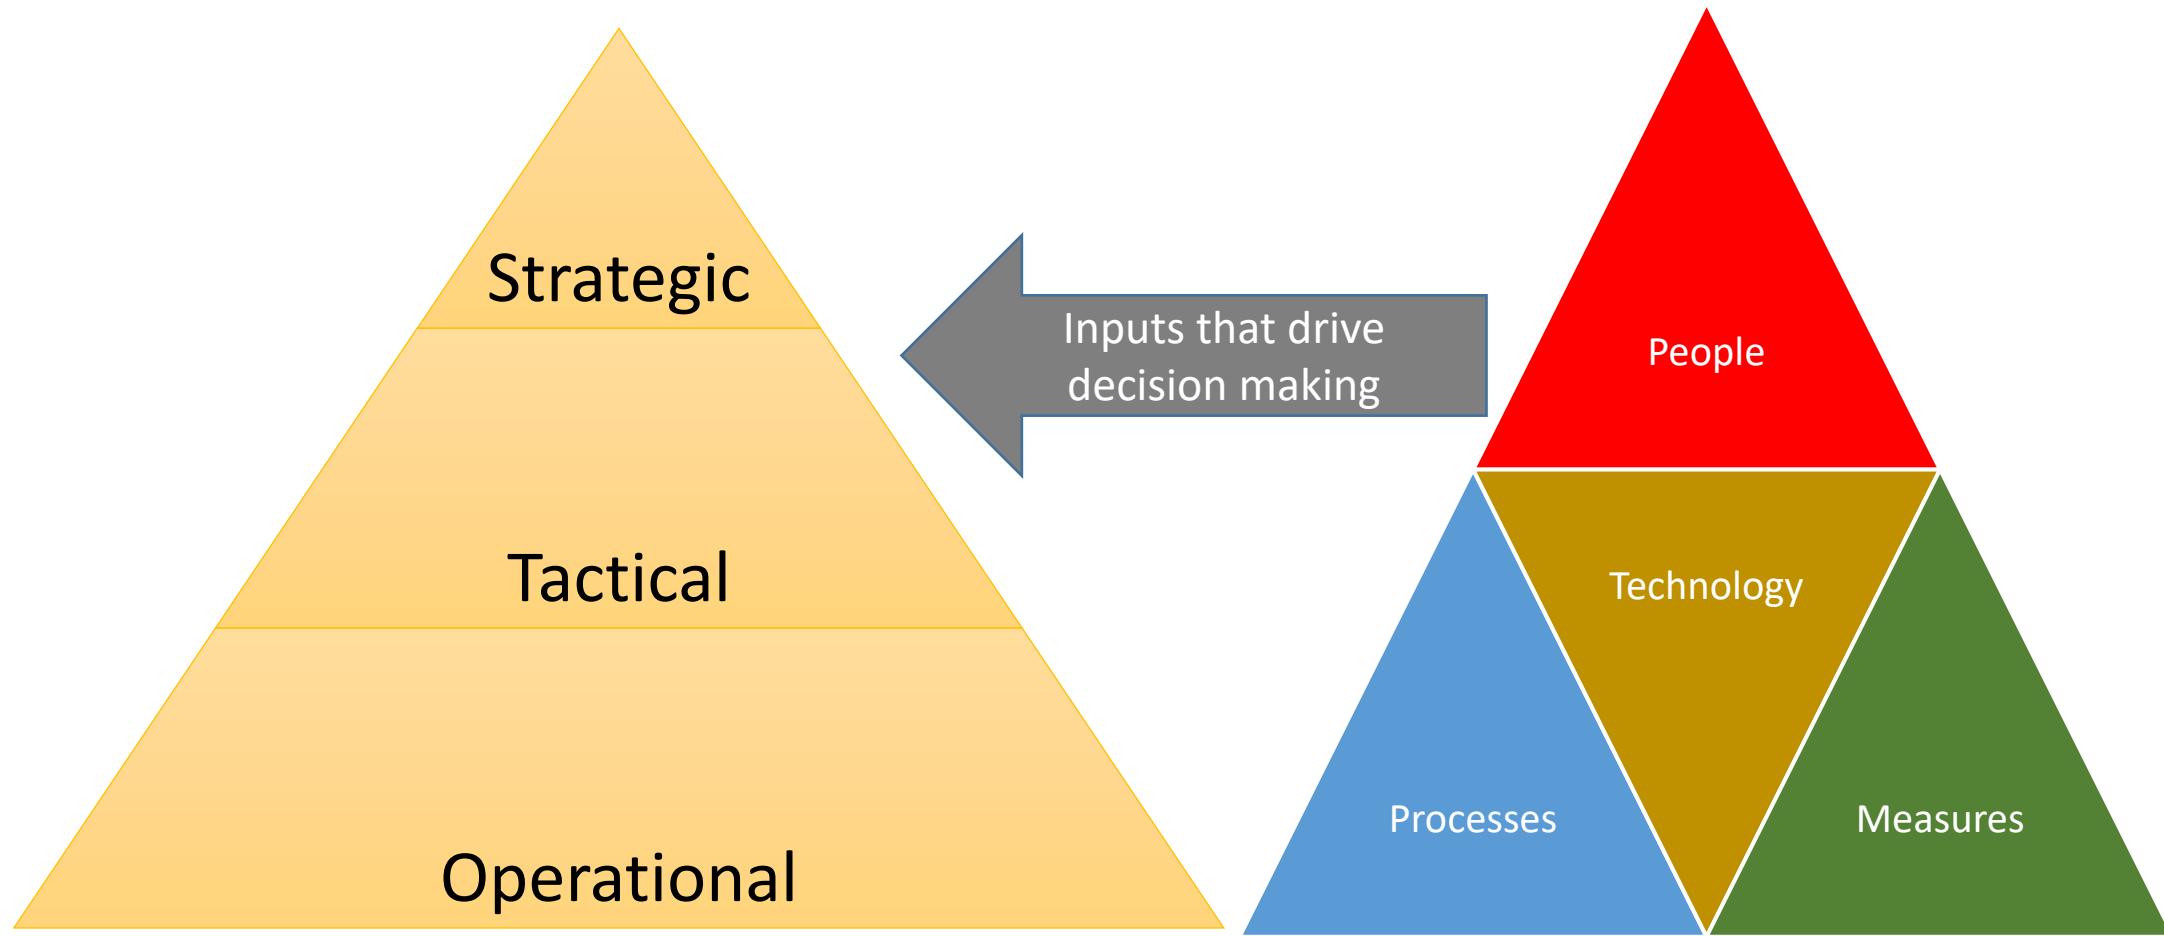 Strategic
Tactical
Operational
Inputs that drive
decision making
People
Technology
Processes
Measures